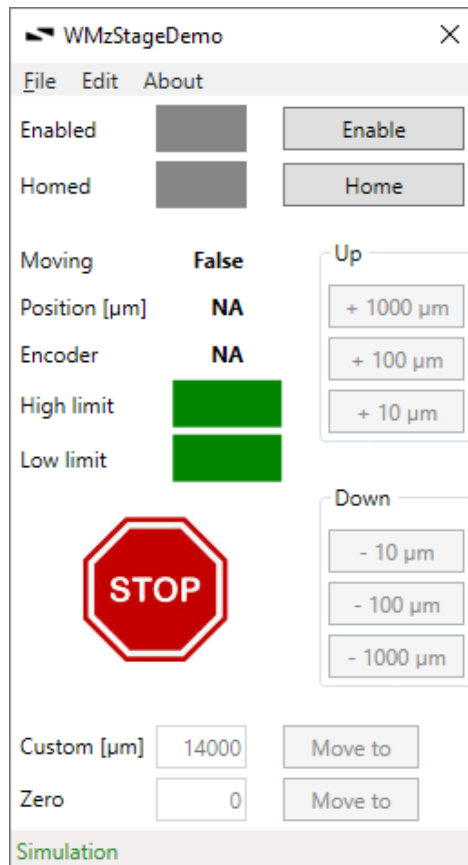 WMzStageDemo
File Edit About
Enabled Enable
Homed Home
Moving False
Position [µm] NA
Encoder NA
High limit
Low limit
Up
+ 1000 µm
+ 100 µm
+ 10 µm
STOP
Down
- 10 µm
- 100 µm
- 1000 µm
Custom [µm] 14000 Move to
Zero 0 Move to
Simulation